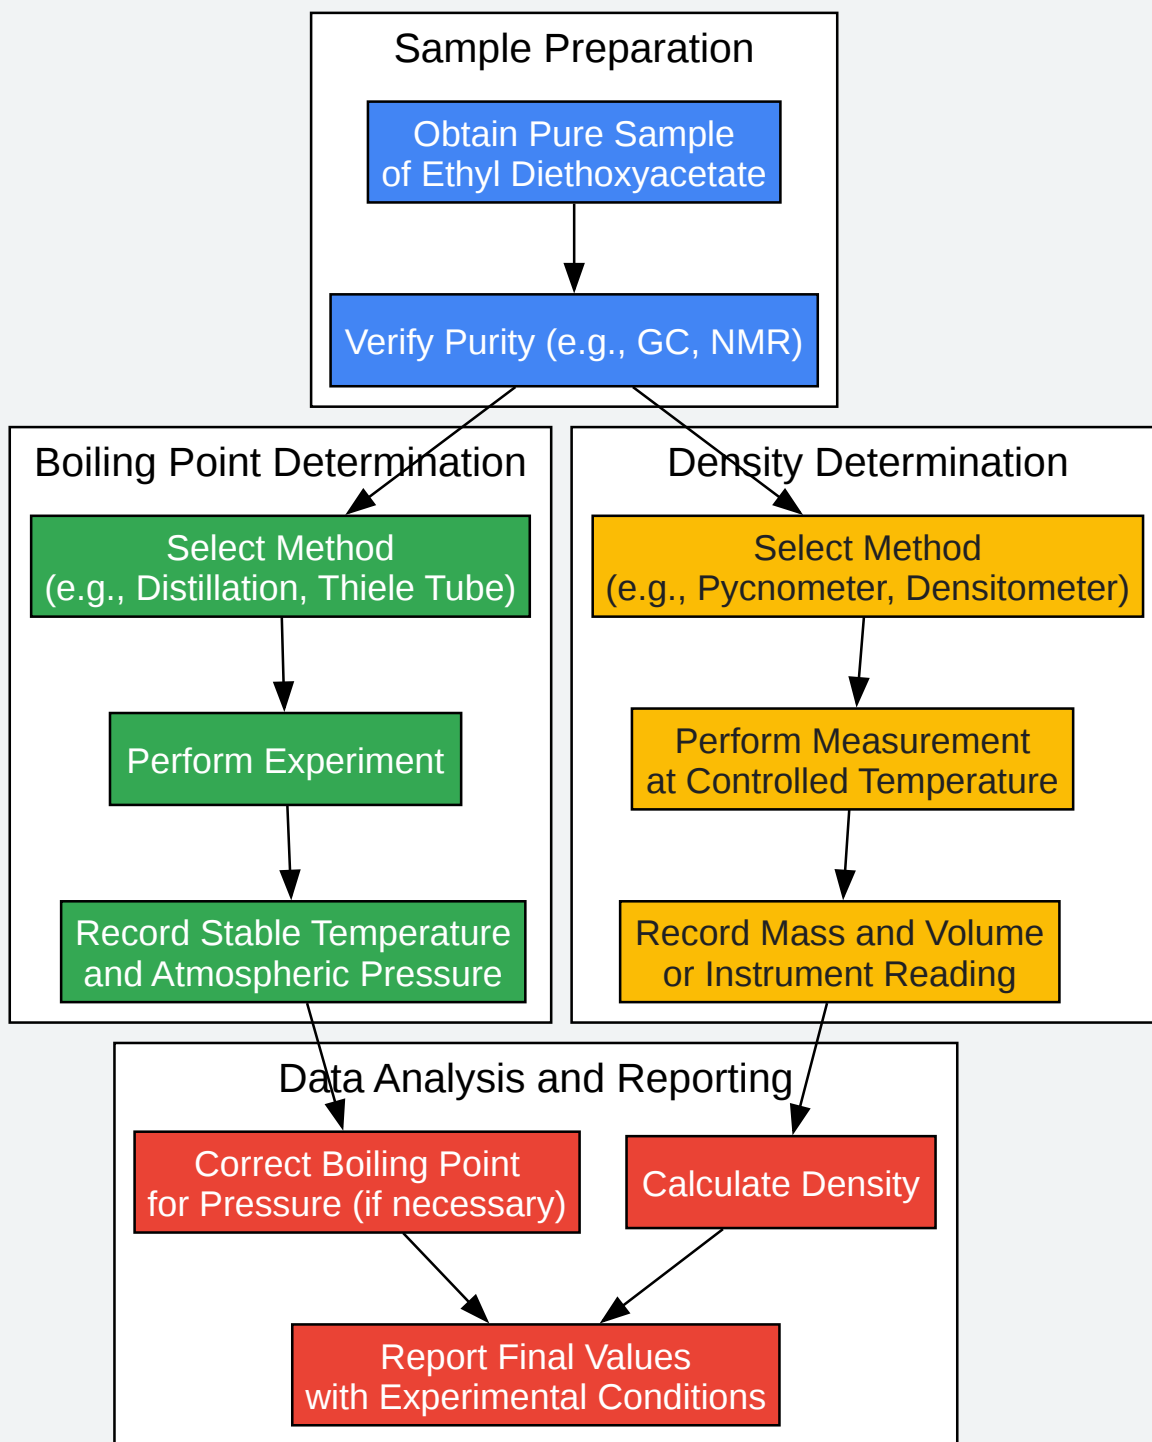 Sample Preparation
Obtain Pure Sample
of Ethyl Diethoxyacetate
Verify Purity (e.g., GC, NMR)
Boiling Point Determination
Select Method
(e.g., Distillation, Thiele Tube)
Perform Experiment
Record Stable Temperature
and Atmospheric Pressure
Density Determination
Select Method
(e.g., Pycnometer, Densitometer)
Perform Measurement
at Controlled Temperature
Record Mass and Volume
or Instrument Reading
Data Analysis and Reporting
Correct Boiling Point
for Pressure (if necessary)
Calculate Density
Report Final Values
with Experimental Conditions